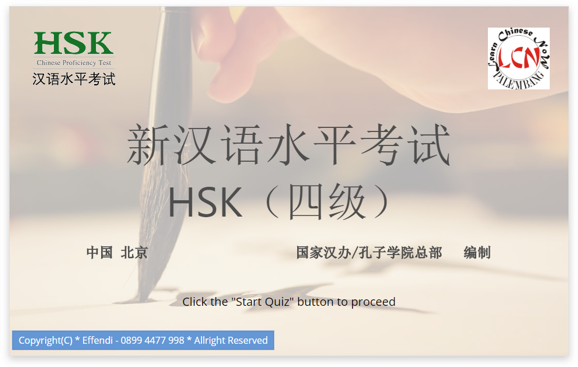 HSK
Chinese Proficiency Test
汉语水平考试
Learn Chinese Now
LCN
PALEMBANG
新汉语水平考试
HSK（四级）
中国 北京 国家汉办/孔子学院总部 编制
Click the "Start Quiz" button to proceed
Copyright(C) * Effendi - 0899 4477 998 * Allright Reserved